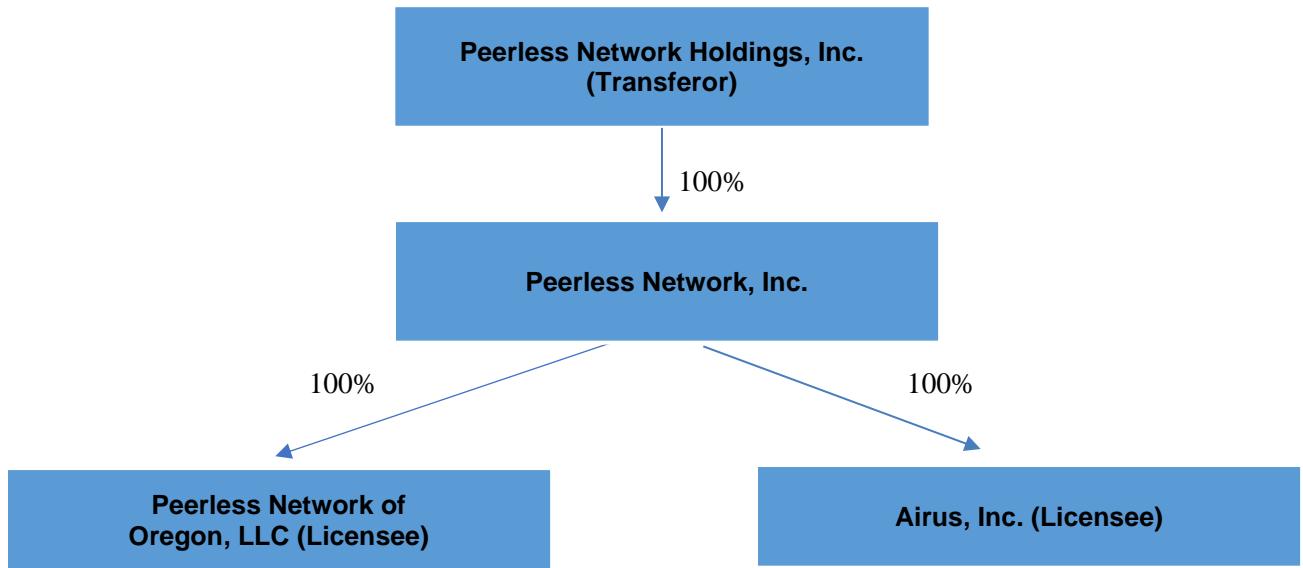 Peerless Network Holdings, Inc.
(Transferor)
100%
Peerless Network, Inc.
100%
100%
Peerless Network of
Oregon, LLC (Licensee)
Airus, Inc. (Licensee)